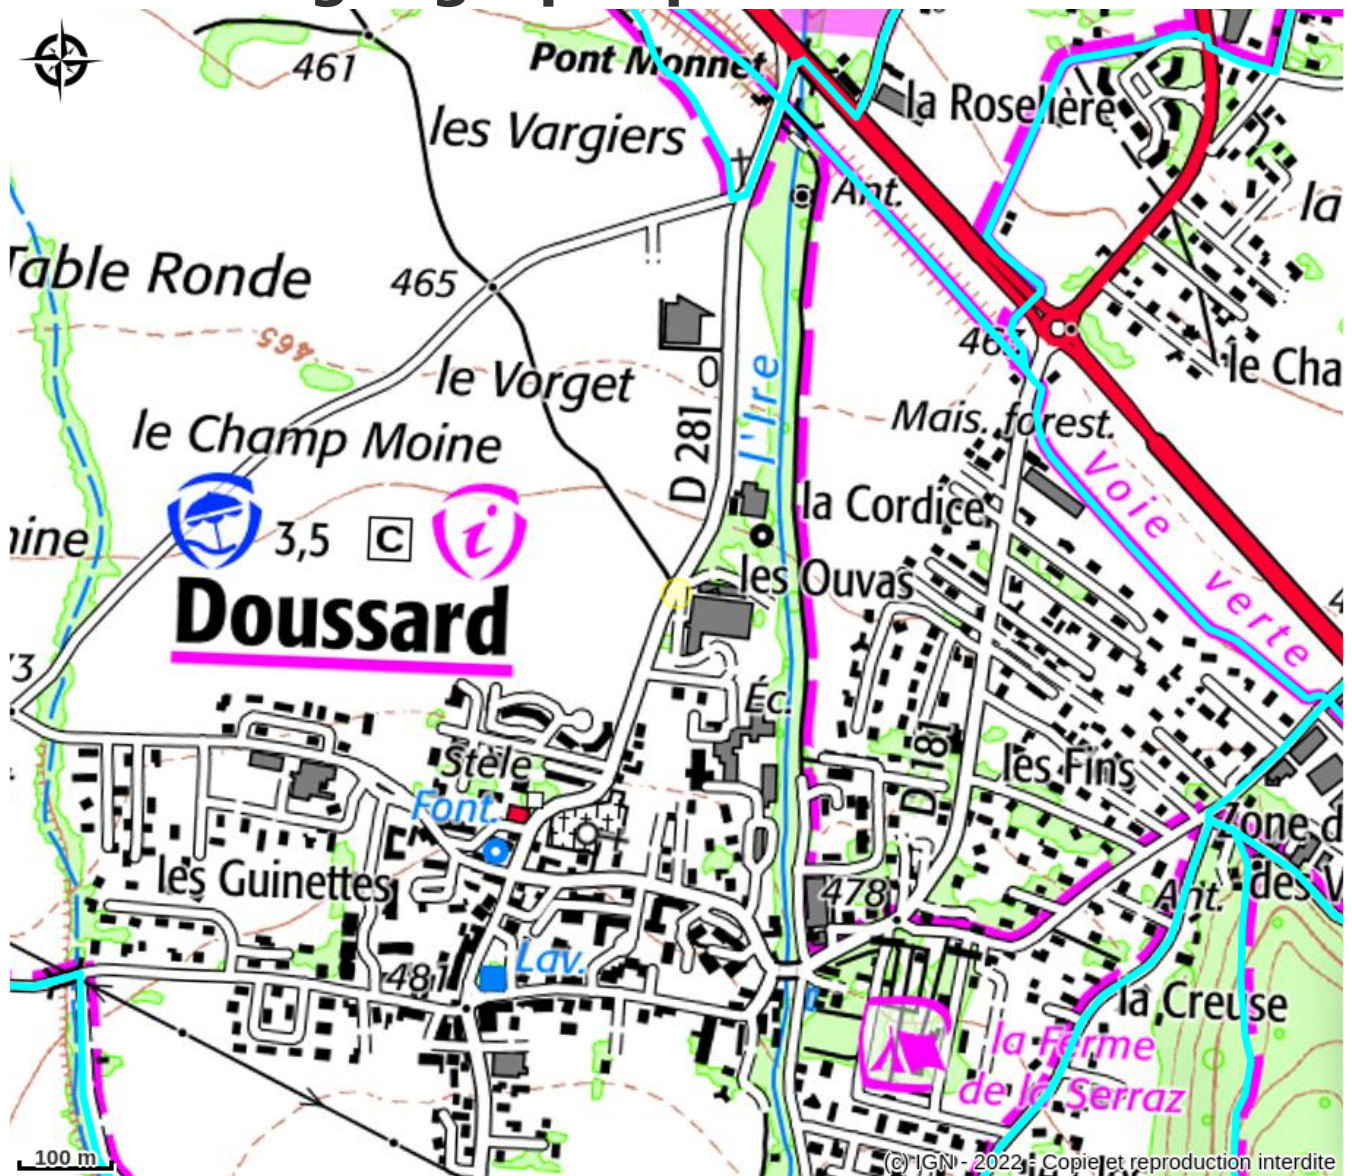 461
Pont Monnet
la Roselière
les Vargiers
Ant.
la
Table Ronde
465
465
le Vorget
l'Ire
le Cha
le Champ Moine
Mais. forest.
D 281
Voie verte
la Cordice
3,5
C
i
les Ouvas
Doussard
Éc.
Stèle
D 181
les Fins
Font.
Zone d
les Guinettes
478
Ant.
des V
Lav.
481
la Creuse
la Ferme
de la Serraz
100 m
(c) IGN - 2022 - Copie et reproduction interdite